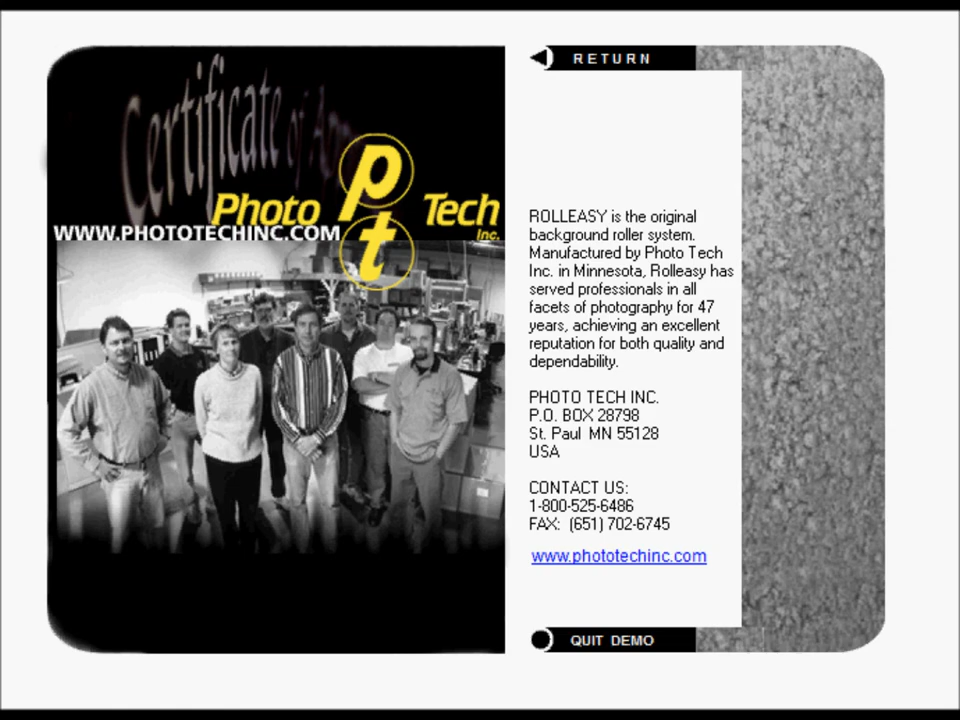 Certificate of
Photo pt Tech
Inc.
WWW.PHOTOTECHINC.COM
RETURN
ROLLEASY is the original
background roller system.
Manufactured by Photo Tech
Inc. in Minnesota, Rolleasy has
served professionals in all
facets of photography for 47
years, achieving an excellent
reputation for both quality and
dependability.
PHOTO TECH INC.
P.O. BOX 28798
St. Paul MN 55128
USA
CONTACT US:
1-800-525-6486
FAX: (651) 702-6745
www.phototechinc.com
QUIT DEMO